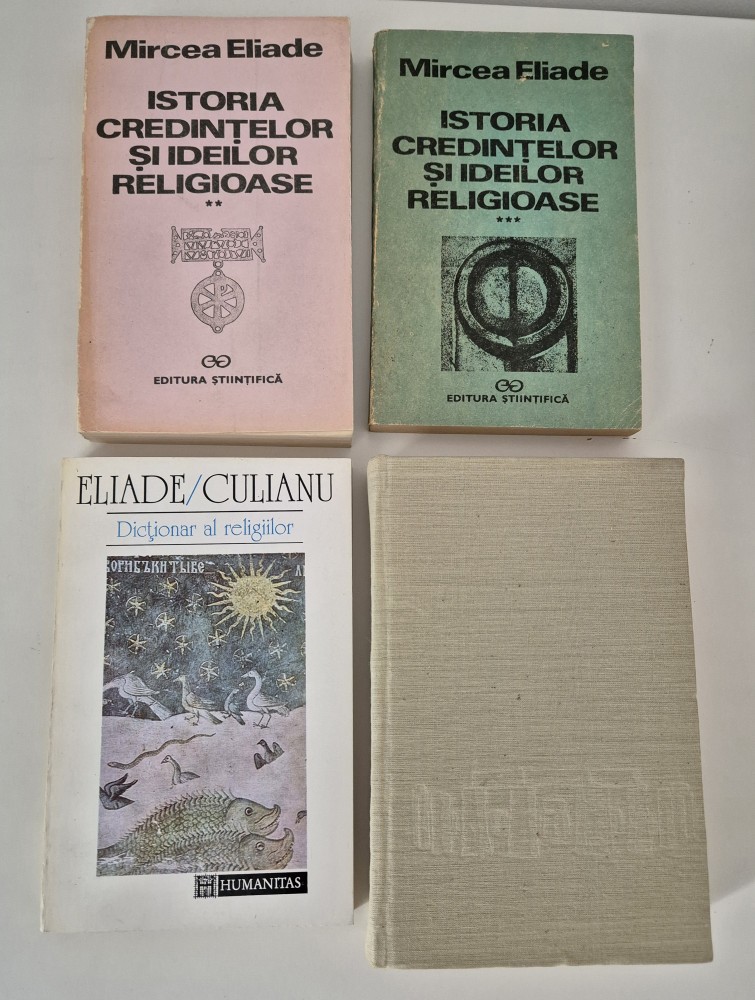 Mircea Eliade
ISTORIA
CREDINȚELOR
ȘI IDEILOR
RELIGIOASE
**
EDITURA ȘTIINȚIFICĂ
Mircea Eliade
ISTORIA
CREDINȚELOR
ȘI IDEILOR
RELIGIOASE
***
EDITURA ȘTIINȚIFICĂ
ELIADE/CULIANU
Dicţionar al religiilor
HUMANITAS